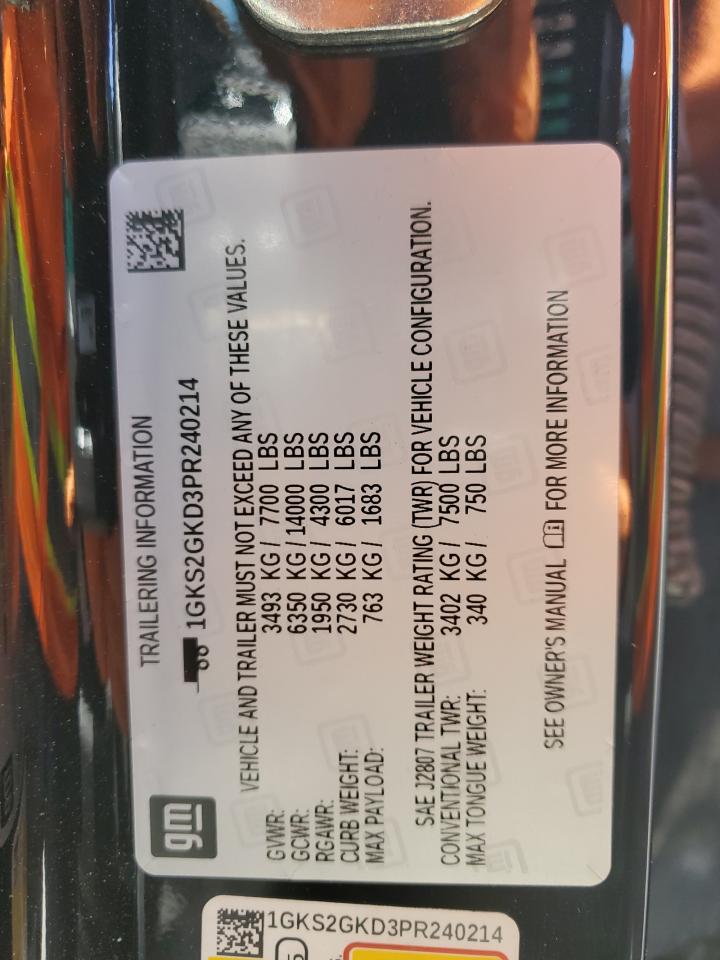 gm
TRAILERING INFORMATION
1GKS2GKD3PR240214
VEHICLE AND TRAILER MUST NOT EXCEED ANY OF THESE VALUES.
GVWR: 3493 KG / 7700 LBS
GCWR: 6350 KG / 14000 LBS
RGAWR: 1950 KG / 4300 LBS
CURB WEIGHT: 2730 KG / 6017 LBS
MAX PAYLOAD: 763 KG / 1683 LBS
SAE J2807 TRAILER WEIGHT RATING (TWR) FOR VEHICLE CONFIGURATION.
CONVENTIONAL TWR: 3402 KG / 7500 LBS
MAX TONGUE WEIGHT: 340 KG / 750 LBS
SEE OWNER'S MANUAL FOR MORE INFORMATION
1GKS2GKD3PR240214